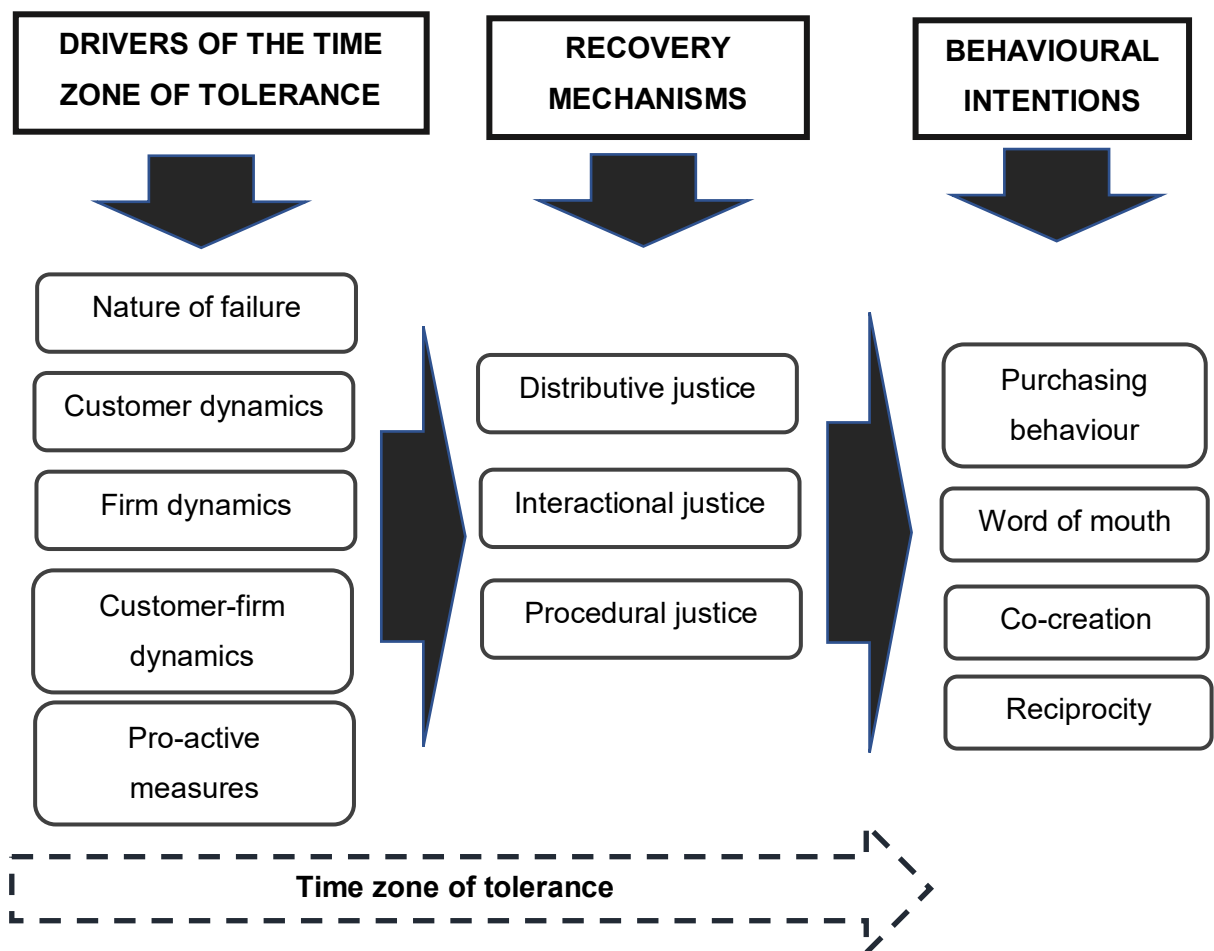 DRIVERS OF THE TIME
ZONE OF TOLERANCE
RECOVERY
MECHANISMS
BEHAVIOURAL
INTENTIONS
Nature of failure
Customer dynamics
Firm dynamics
Customer-firm
dynamics
Pro-active
measures
Distributive justice
Interactional justice
Procedural justice
Purchasing
behaviour
Word of mouth
Co-creation
Reciprocity
Time zone of tolerance